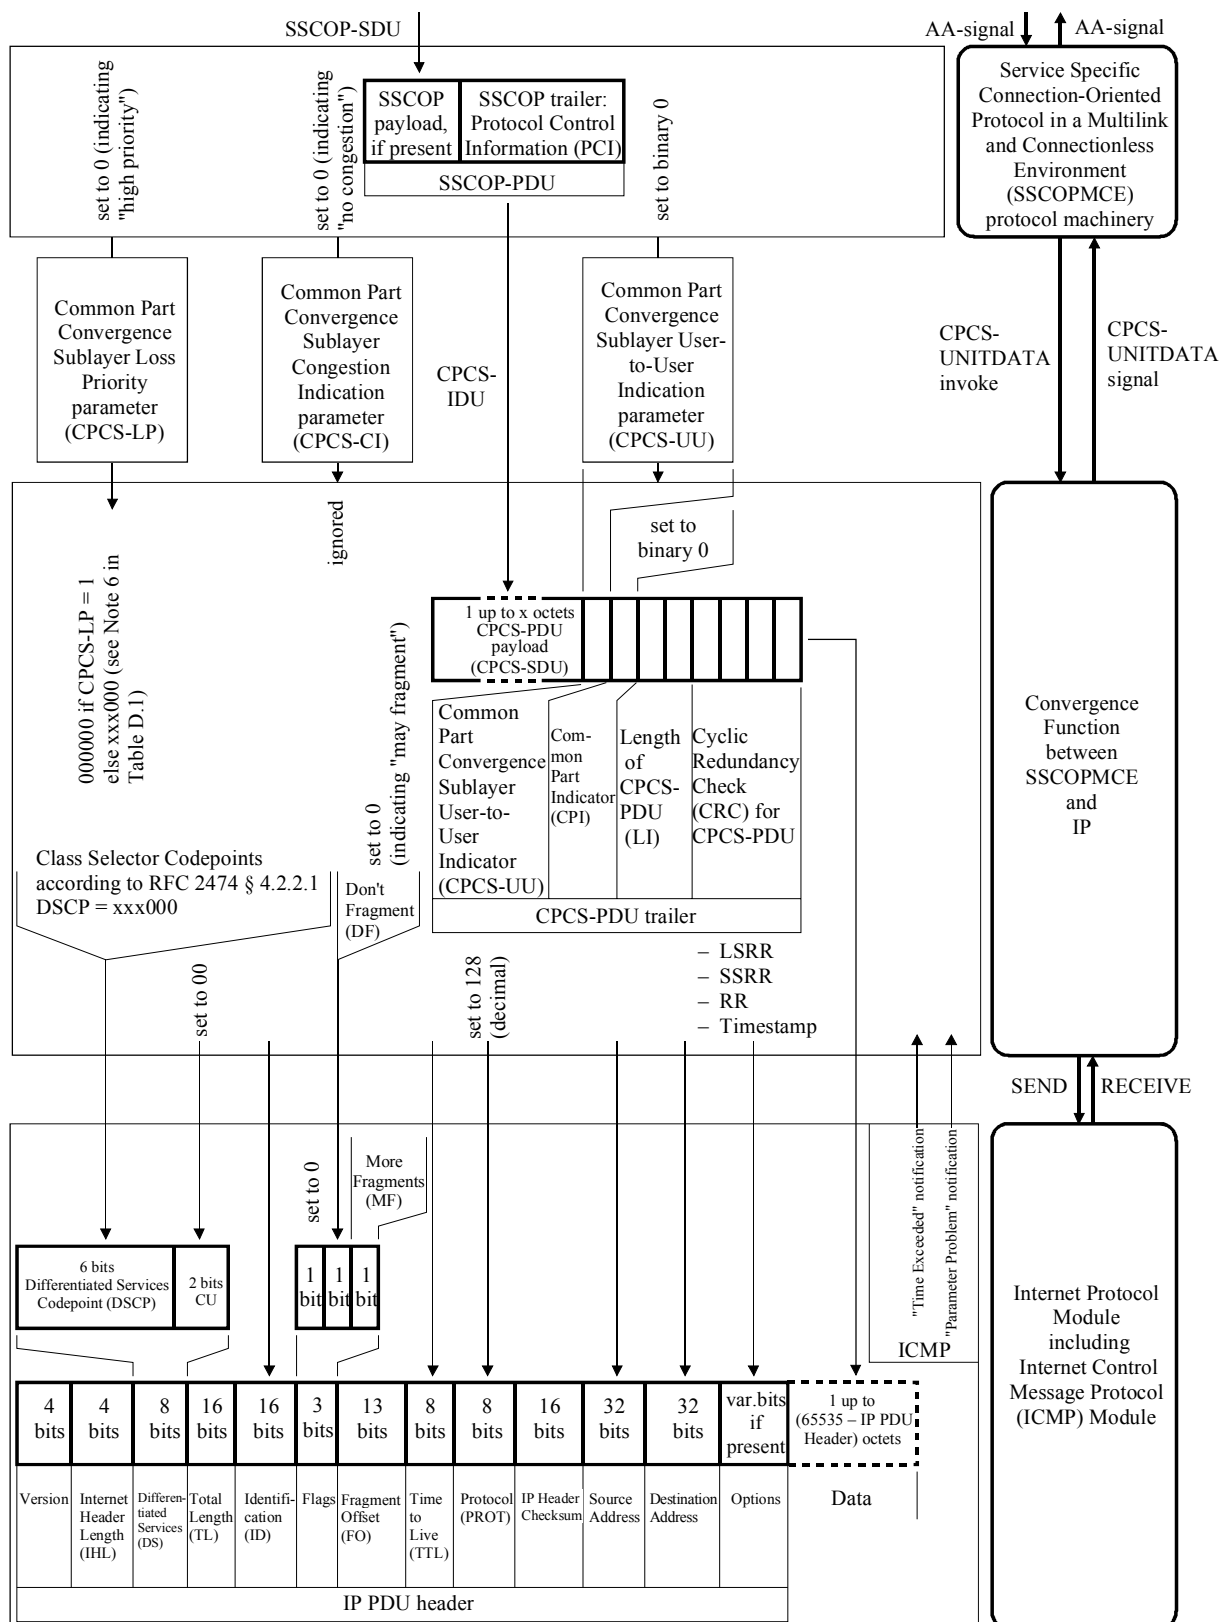 SSCOP-SDU
AA-signal
AA-signal
set to 0 (indicating
"high priority")
set to 0 (indicating
"no congestion")
SSCOP
payload,
if present
SSCOP trailer:
Protocol Control
Information (PCI)
SSCOP-PDU
set to binary 0
Service Specific
Connection-Oriented
Protocol in a Multilink
and Connectionless
Environment
(SSCOPMCE)
protocol machinery
Common Part
Convergence
Sublayer Loss
Priority
parameter
(CPCS-LP)
Common Part
Convergence
Sublayer
Congestion
Indication
parameter
(CPCS-CI)
CPCS-
IDU
Common Part
Convergence
Sublayer User-
to-User
Indication
parameter
(CPCS-UU)
CPCS-
UNITDATA
invoke
CPCS-
UNITDATA
signal
000000 if CPCS-LP = 1
else xxx000 (see Note 6 in
Table D.1)
ignored
set to
binary 0
1 up to x octets
CPCS-PDU
payload
(CPCS-SDU)
set to 0
(indicating "may fragment")
Common
Part
Convergence
Sublayer
User-to-
User
Indicator
(CPCS-UU)
Com-
mon
Part
Indicator
(CPI)
Length
of
CPCS-
PDU
(LI)
Cyclic
Redundancy
Check
(CRC) for
CPCS-PDU
CPCS-PDU trailer
Convergence
Function
between
SSCOPMCE
and
IP
Class Selector Codepoints
according to RFC 2474 § 4.2.2.1
DSCP = xxx000
Don't
Fragment
(DF)
set to 00
set to 128
(decimal)
– LSRR
– SSRR
– RR
– Timestamp
SEND
RECEIVE
set to 0
More
Fragments
(MF)
"Time Exceeded" notification
"Parameter Problem" notification
ICMP
6 bits
Differentiated Services
Codepoint (DSCP)
2 bits
CU
1
bit
1
bit
1
bit
Internet Protocol
Module
including
Internet Control
Message Protocol
(ICMP) Module
4
bits
4
bits
8
bits
16
bits
16
bits
3
bits
13
bits
8
bits
8
bits
16
bits
32
bits
32
bits
var.bits
if
present
1 up to
(65535 – IP PDU
Header) octets
Version
Internet
Header
Length
(IHL)
Differen-
tiated
Services
(DS)
Total
Length
(TL)
Identifi-
cation
(ID)
Flags
Fragment
Offset
(FO)
Time
to
Live
(TTL)
Protocol
(PROT)
IP Header
Checksum
Source
Address
Destination
Address
Options
Data
IP PDU header